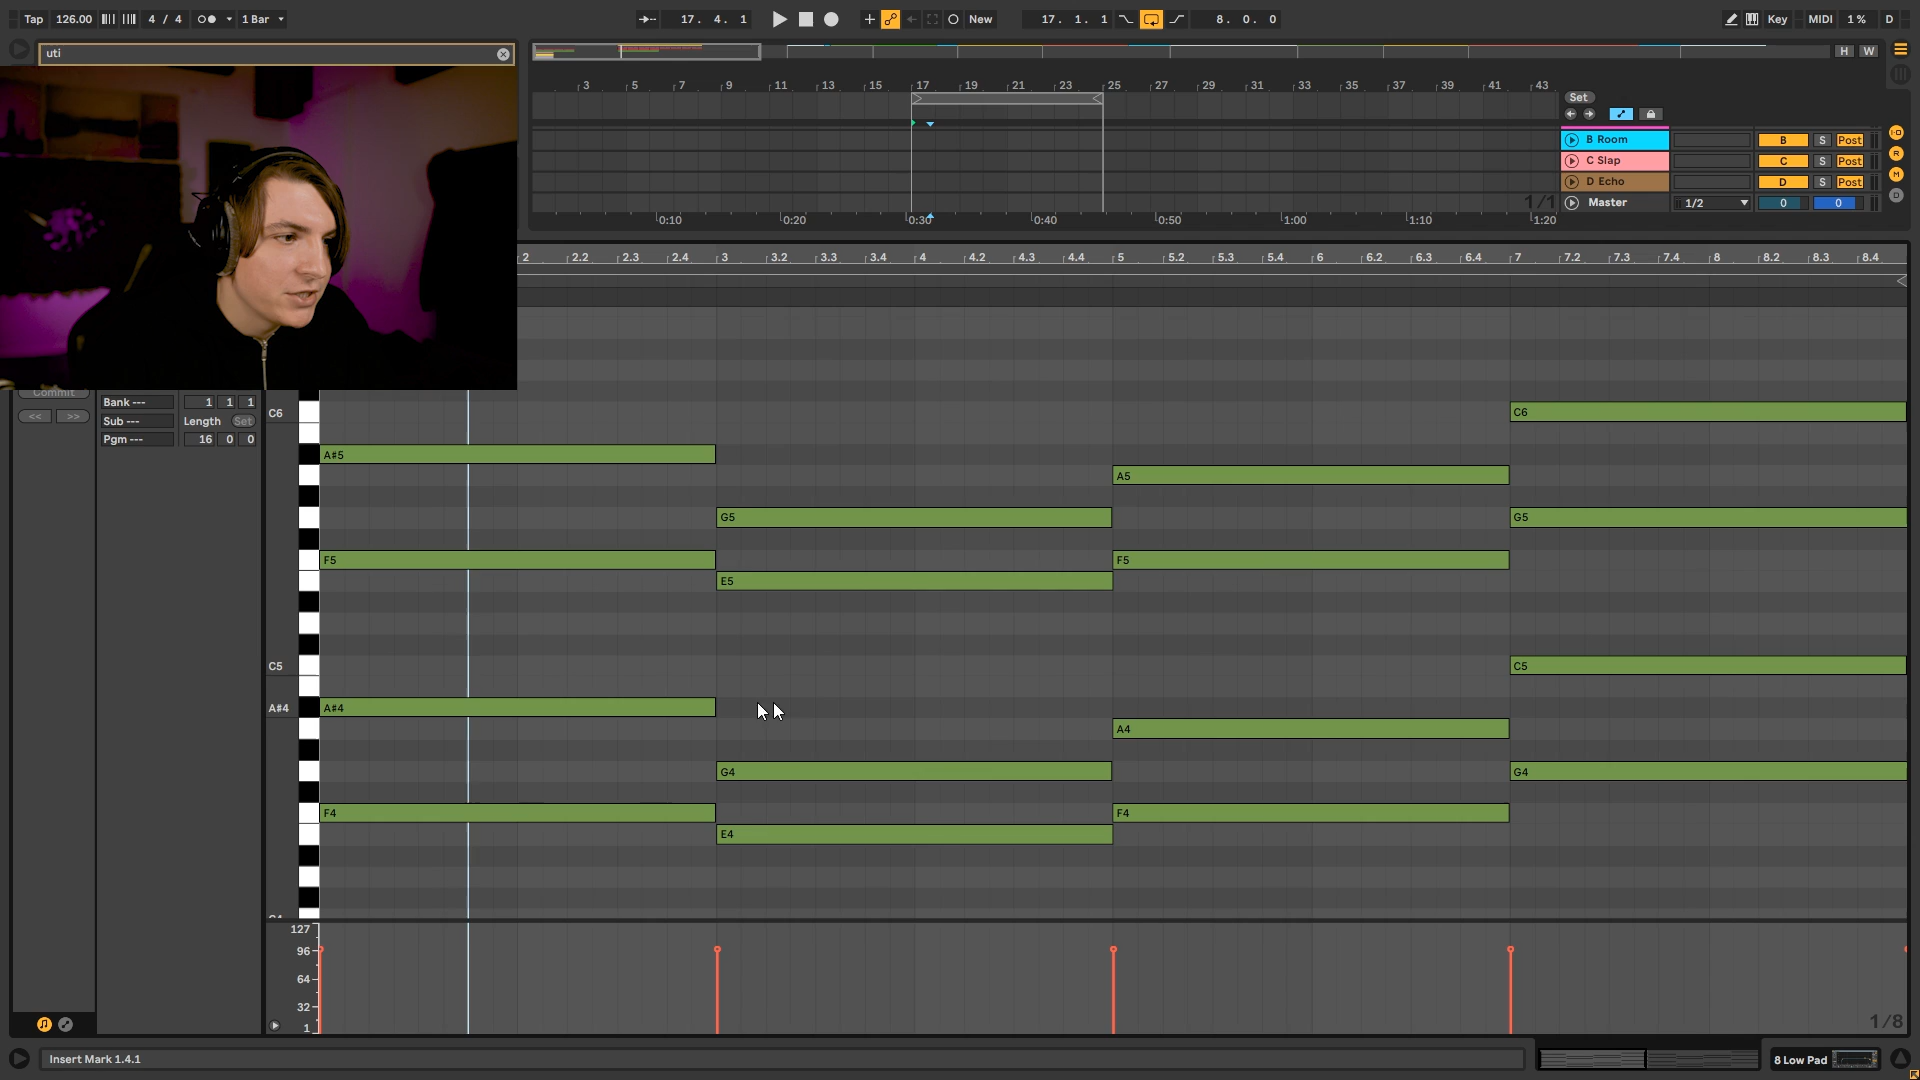 Tap 126.00 4 / 4 1 Bar 17. 4. 1 New 17. 1. 1 8. 0. 0 Key MIDI 1 % D
uti
H W
3 5 7 9 11 13 15 17 19 21 23 25 27 29 31 33 35 37 39 41 43
Set
B Room B S Post
C Slap C S Post
D Echo D S Post
1/1
Master 1/2 0 0
0:10 0:20 0:30 0:40 0:50 1:00 1:10 1:20
2 2.2 2.3 2.4 3 3.2 3.3 3.4 4 4.2 4.3 4.4 5 5.2 5.3 5.4 6 6.2 6.3 6.4 7 7.2 7.3 7.4 8 8.2 8.3 8.4
Commit
Bank --- 1 1 1
<< >>
Sub --- Length Set
Pgm --- 16 0 0
C6 C6
A#5
A5
G5 G5
F5 F5
E5
C5 C5
A#4 A#4
A4
G4 G4
F4 F4
E4
127
96
64
32
1
1/8
Insert Mark 1.4.1
8 Low Pad